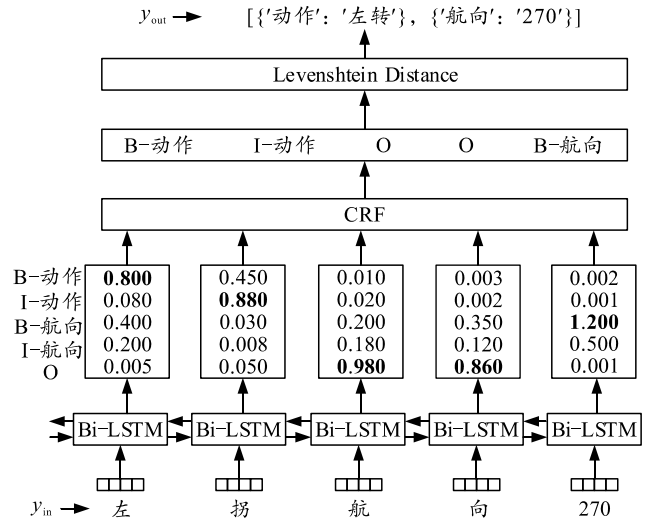 y_out → [{'动作': '左转'}, {'航向': '270'}]
Levenshtein Distance
B-动作 I-动作 O O B-航向
CRF
B-动作 0.800 0.450 0.010 0.003 0.002
I-动作 0.080 0.880 0.020 0.002 0.001
B-航向 0.400 0.030 0.200 0.350 1.200
I-航向 0.200 0.008 0.180 0.120 0.500
O 0.005 0.050 0.980 0.860 0.001
Bi-LSTM Bi-LSTM Bi-LSTM Bi-LSTM Bi-LSTM
y_in → 左 拐 航 向 270